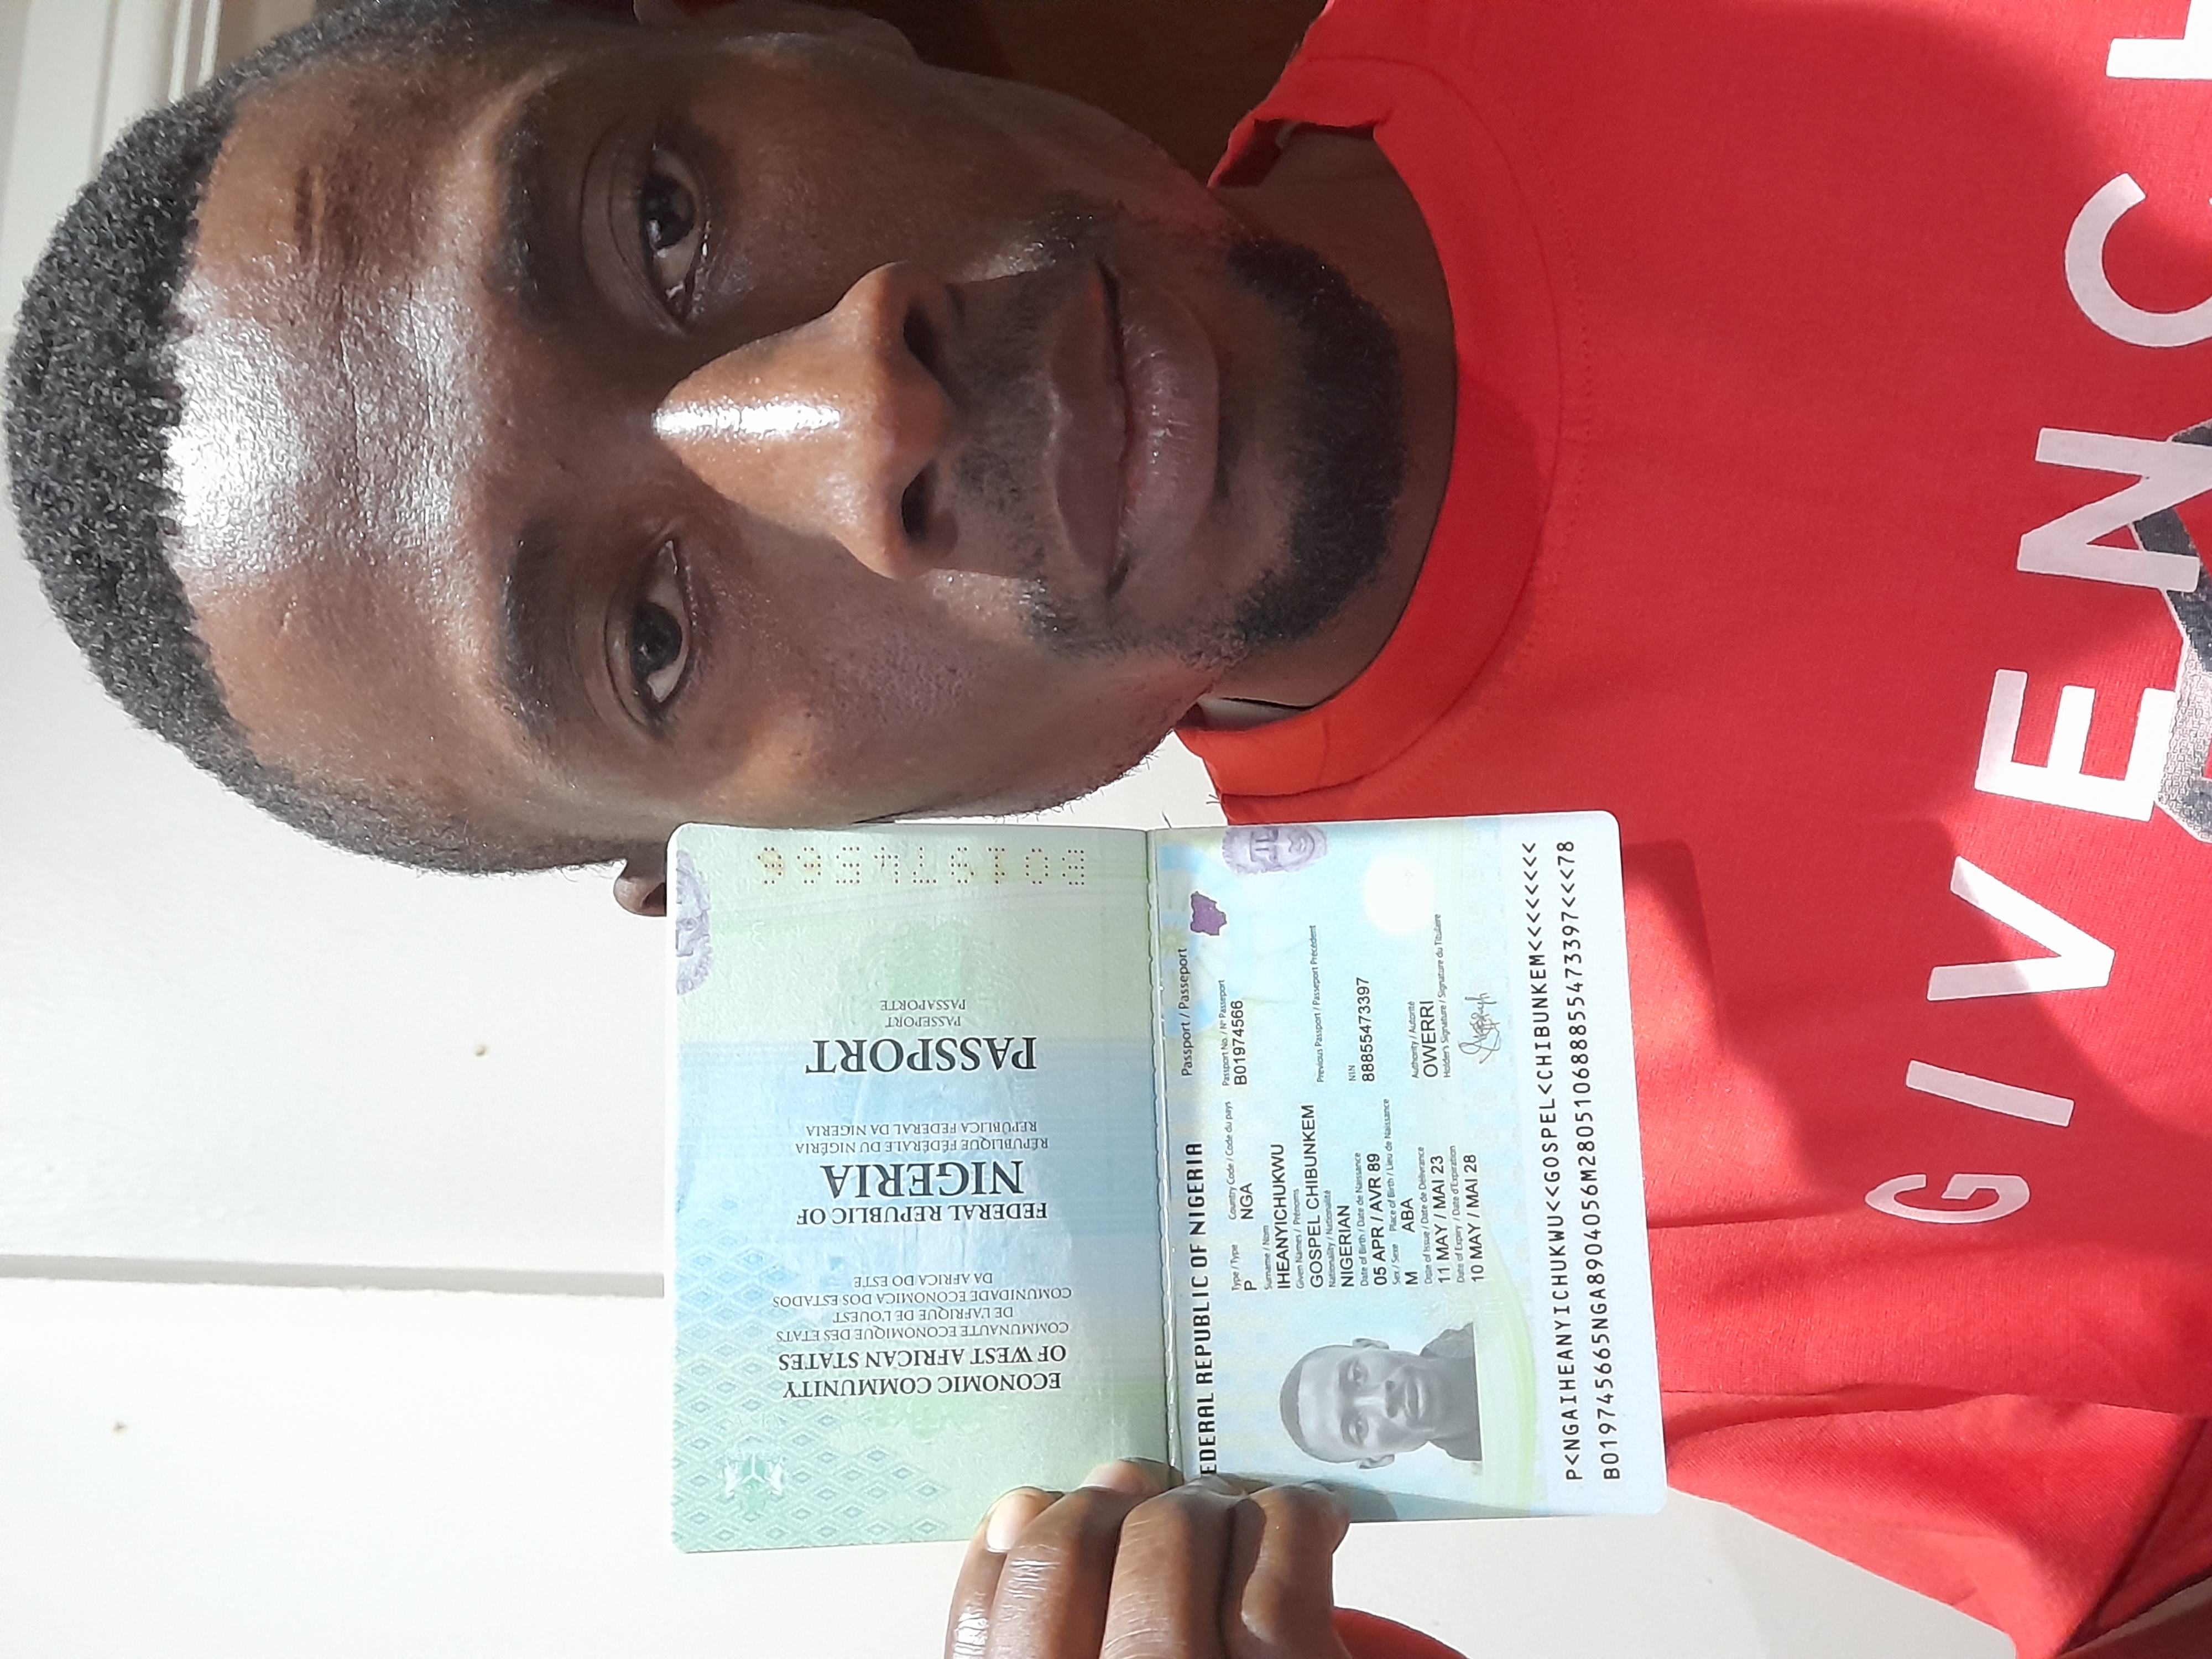 ECONOMIC COMMUNITY
OF WEST AFRICAN STATES
COMMUNAUTE ECONOMIQUE DES ETATS
DE L'AFRIQUE DE L'OUEST
COMUNIDADE ECONOMICA DOS ESTADOS
DA AFRICA DO ESTE
FEDERAL REPUBLIC OF
NIGERIA
RÉPUBLIQUE FÉDÉRALE DU NIGÉRIA
REPÚBLICA FEDERAL DA NIGERIA
PASSPORT
PASSEPORT
PASSAPORTE
B01974566
EDERAL REPUBLIC OF NIGERIA
Passport / Passeport
Type / Type Country Code / Code du pays Passport No. / Nº Passeport
P NGA B01974566
Surname / Nom
IHEANYICHUKWU
Given Names / Prénoms
GOSPEL CHIBUNKEM
Previous Passport / Passeport Précédent
Nationality / Nationalité
NIGERIAN
NIN
88855473397
Date of Birth / Date de Naissance
05 APR / AVR 89
Sex / Sexe Place of Birth / Lieu de Naissance
M ABA
Authority / Autorité
OWERRI
Date of Issue / Date de Délivrance
11 MAY / MAI 23
Holder's Signature / Signature du Titulaire
Date of Expiry / Date d'Expiration
10 MAY / MAI 28
P<NGAIHEANYICHUKWU<<GOSPEL<CHIBUNKEM<<<<<<<<
B019745665NGA8904056M280510688855473397<<<78
GIVENCH